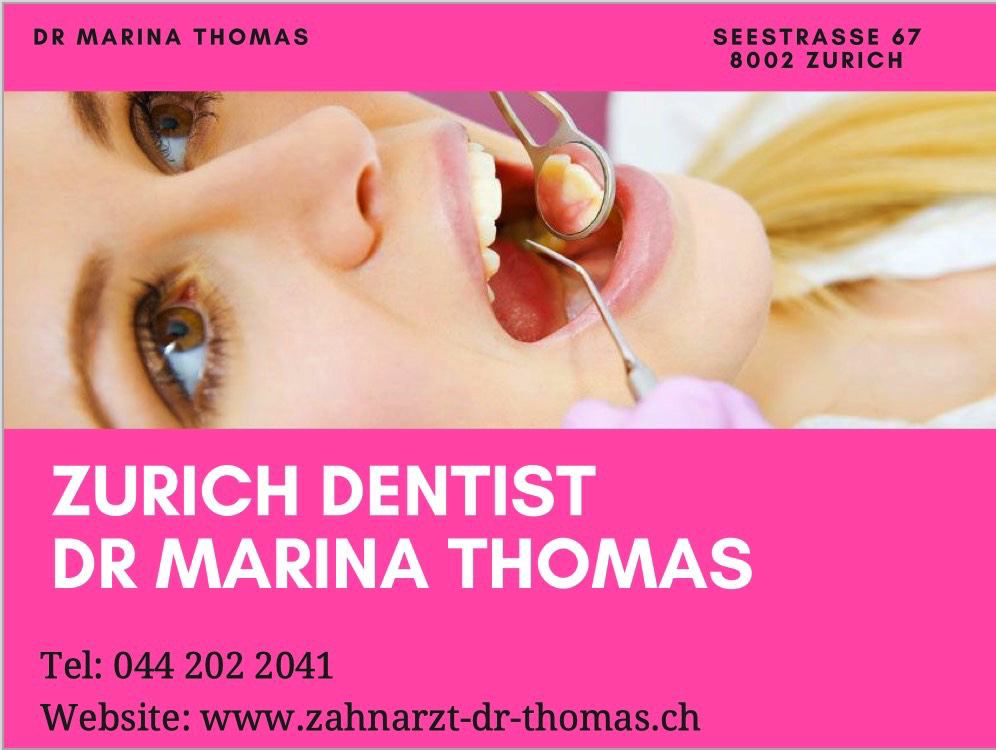 DR MARINA THOMAS
SEESTRASSE 67
8002 ZURICH
ZURICH DENTIST
DR MARINA THOMAS
Tel: 044 202 2041
Website: www.zahnarzt-dr-thomas.ch